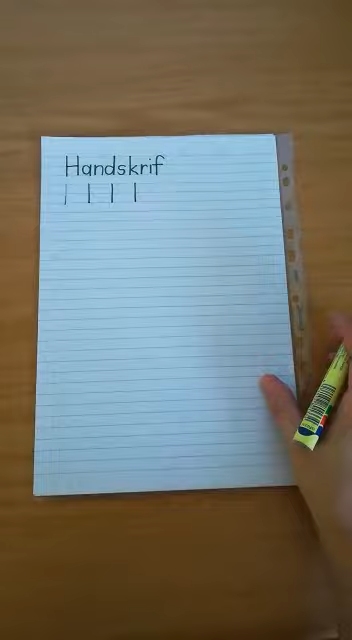 Handskrif
| | | |